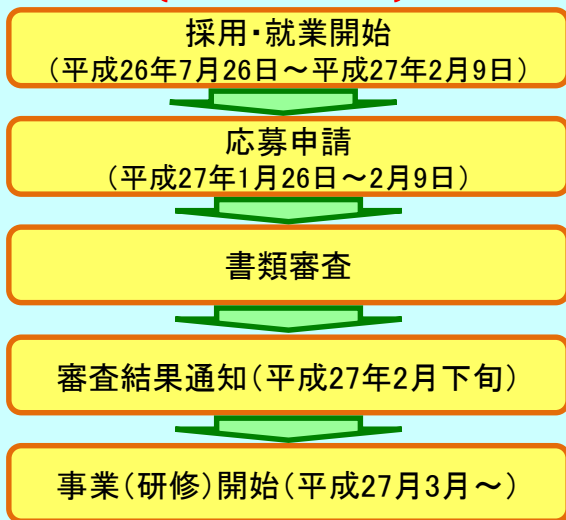 採用・就業開始
（平成26年7月26日～平成27年2月9日）
応募申請
（平成27年1月26日～2月9日）
書類審査
審査結果通知（平成27年2月下旬）
事業（研修）開始（平成27月3月～）